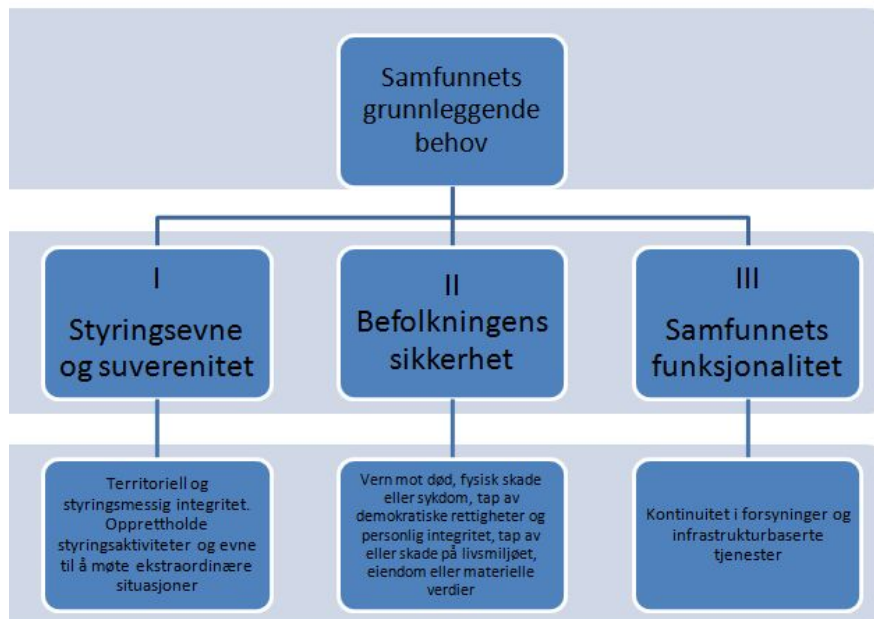 Samfunnets
grunnleggende
behov
I
Styringsevne
og suverenitet
II
Befolkningens
sikkerhet
III
Samfunnets
funksjonalitet
Territoriell og
styringsmessig integritet.
Opprettholde
styringsaktiviteter og evne
til å møte ekstraordinære
situasjoner
Vern mot død, fysisk skade
eller sykdom, tap av
demokratiske rettigheter og
personlig integritet, tap av
eller skade på livsmiljøet,
eiendom eller materielle
verdier
Kontinuitet i forsyninger og
infrastrukturbaserte
tjenester